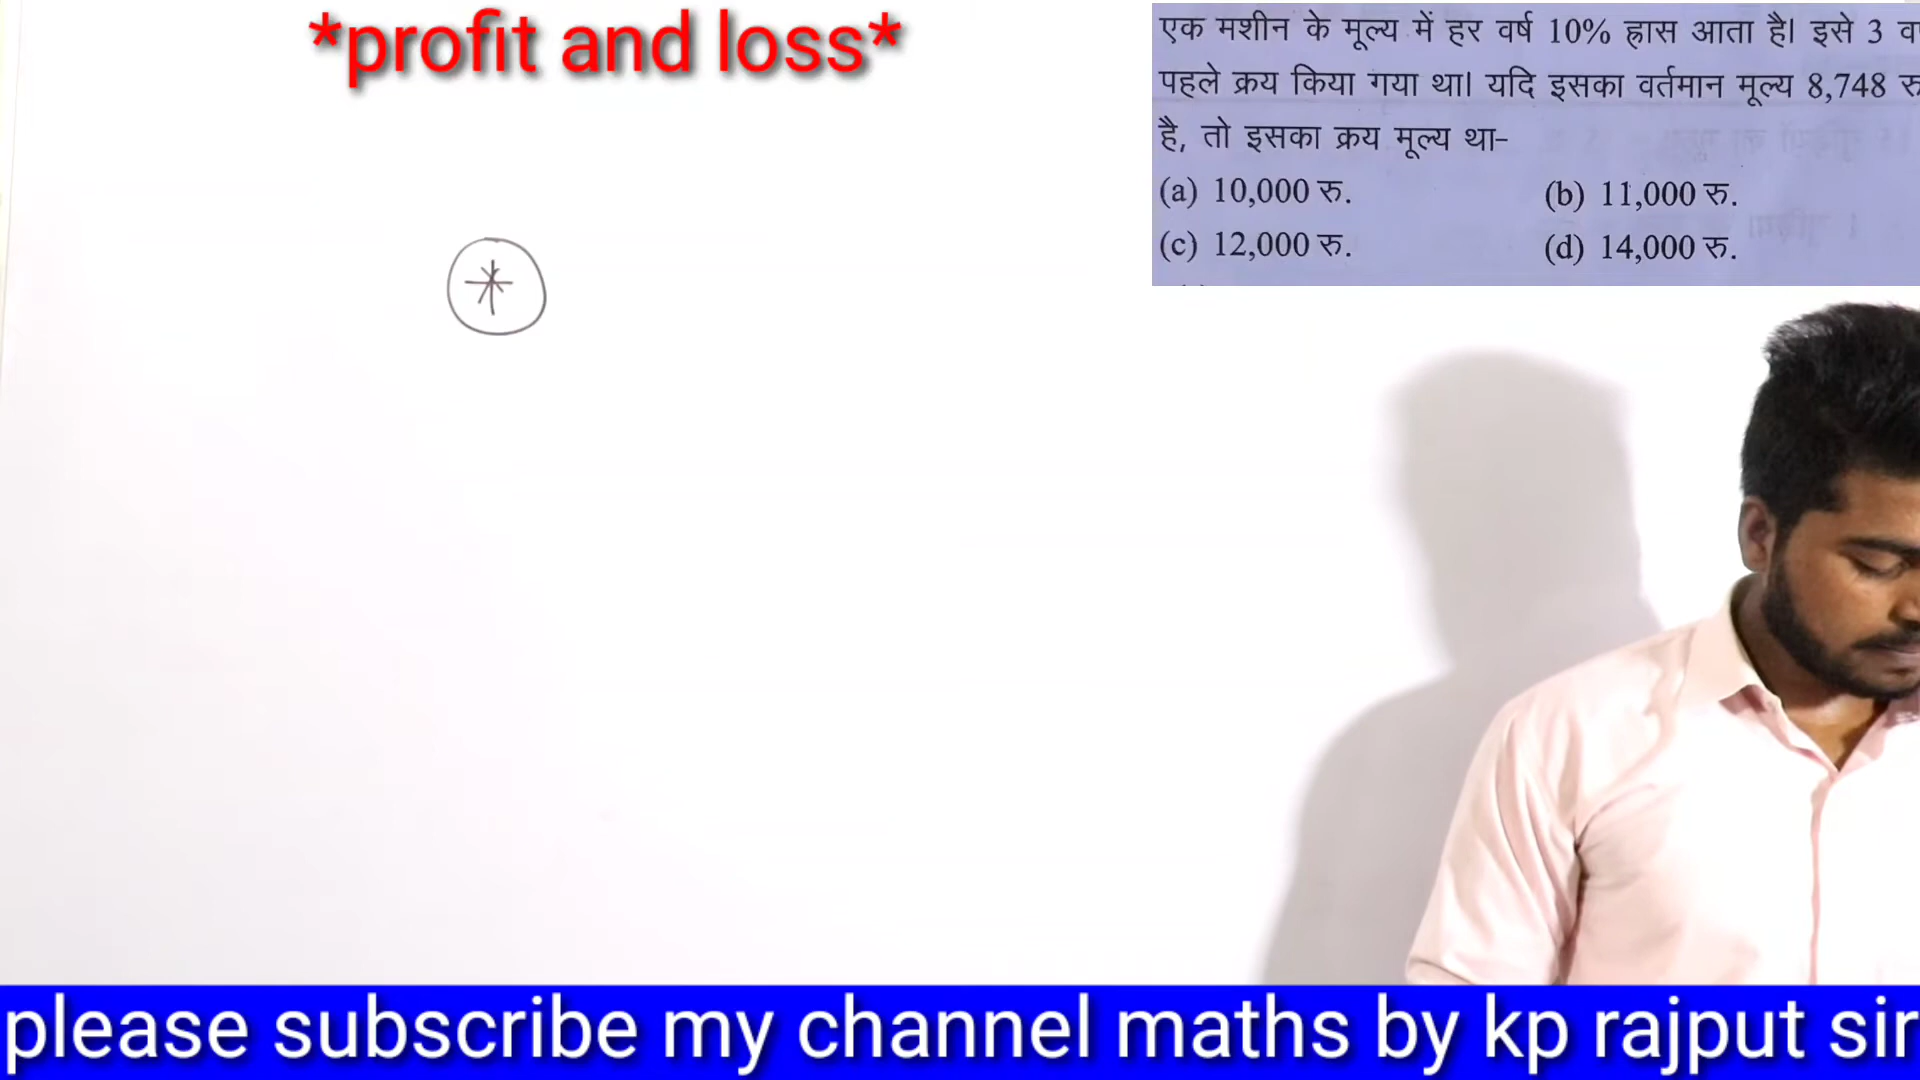 *profit and loss*
एक मशीन के मूल्य में हर वर्ष 10% ह्रास आता है। इसे 3
पहले क्रय किया गया था। यदि इसका वर्तमान मूल्य 8,748
है, तो इसका क्रय मूल्य था-
(a) 10,000 रु. (b) 11,000 रु.
(c) 12,000 रु. (d) 14,000 रु.
*
please subscribe my channel maths by kp rajput sir